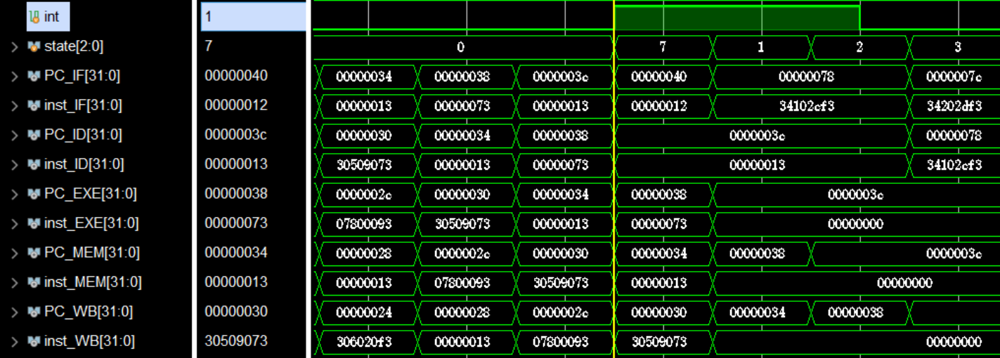 int 1
state[2:0] 7 0 7 1 2 3
PC_IF[31:0] 00000040 00000034 00000038 0000003c 00000040 00000078 0000007c
inst_IF[31:0] 00000012 00000013 00000073 00000013 00000012 34102cf3 34202df3
PC_ID[31:0] 0000003c 00000030 00000034 00000038 0000003c 00000078
inst_ID[31:0] 00000013 30509073 00000013 00000073 00000013 34102cf3
PC_EXE[31:0] 00000038 0000002c 00000030 00000034 00000038 0000003c
inst_EXE[31:0] 00000073 07800093 30509073 00000013 00000073 00000000
PC_MEM[31:0] 00000034 00000028 0000002c 00000030 00000034 00000038 0000003c
inst_MEM[31:0] 00000013 00000013 07800093 30509073 00000013 00000000
PC_WB[31:0] 00000030 00000024 00000028 0000002c 00000030 00000034 00000038
inst_WB[31:0] 30509073 306020f3 00000013 07800093 30509073 00000000